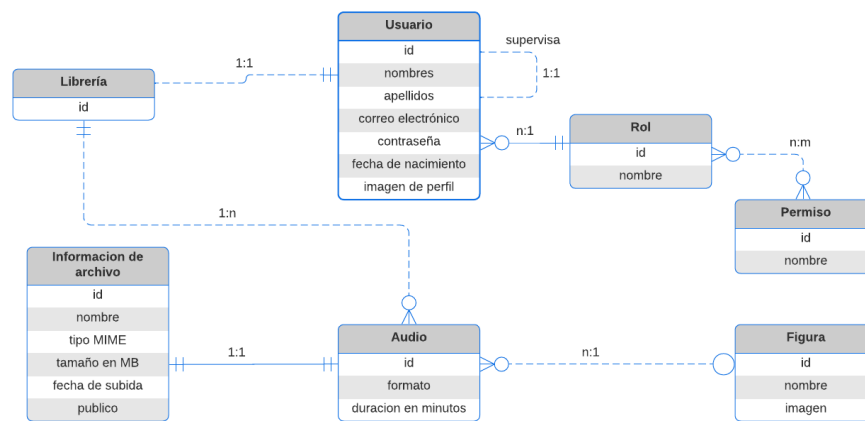 Usuario
id
nombres
apellidos
correo electrónico
contraseña
fecha de nacimiento
imagen de perfil
supervisa
1:1
1:1
Librería
id
n:1
Rol
id
nombre
n:m
Permiso
id
nombre
1:n
Informacion de
archivo
id
nombre
tipo MIME
tamaño en MB
fecha de subida
publico
1:1
Audio
id
formato
duracion en minutos
n:1
Figura
id
nombre
imagen